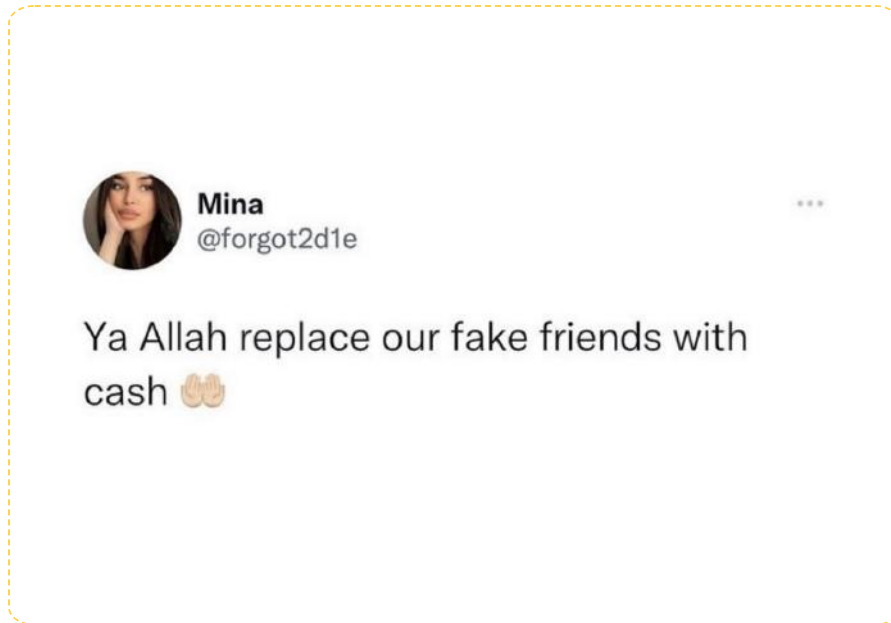 Mina
@forgot2d1e
Ya Allah replace our fake friends with
cash 🤲🏻